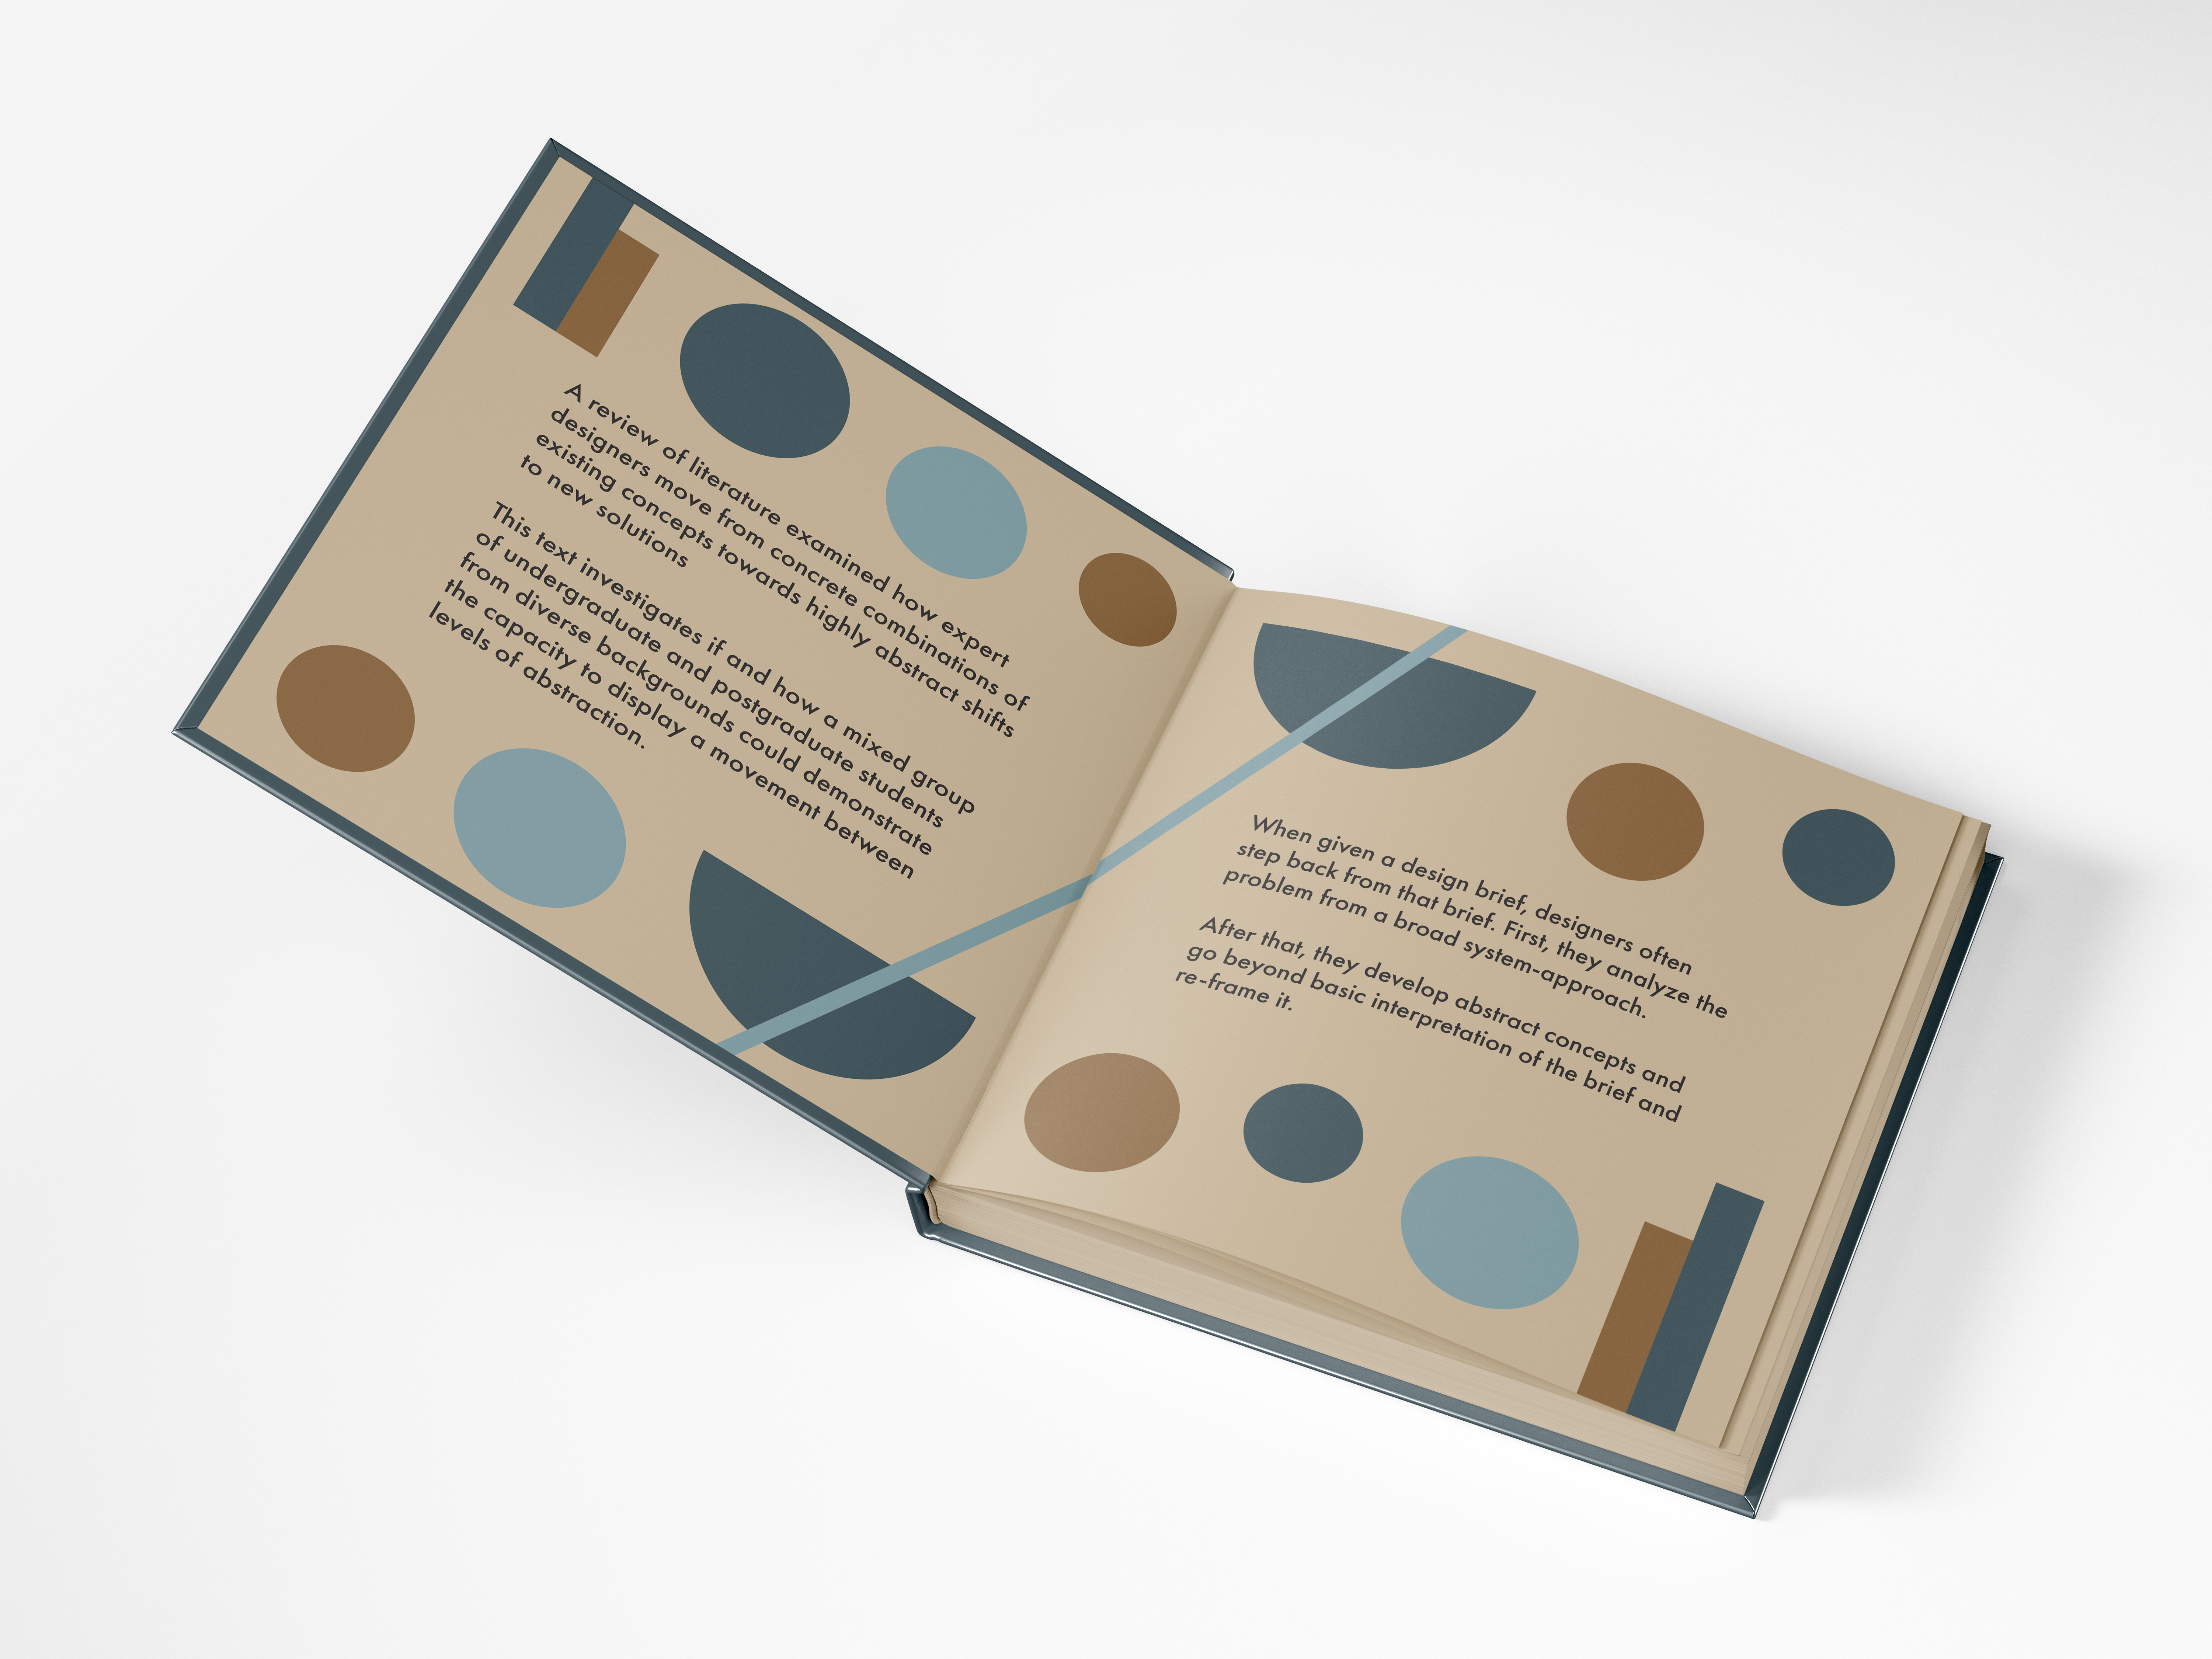 A review of literature examined how expert
designers move from concrete combinations of
existing concepts towards highly abstract shifts
to new solutions
This text investigates if and how a mixed group
of undergraduate and postgraduate students
from diverse backgrounds could demonstrate
the capacity to display a movement between
levels of abstraction.
When given a design brief, designers often
step back from that brief. First, they analyze the
problem from a broad system-approach.
After that, they develop abstract concepts and
go beyond basic interpretation of the brief and
re-frame it.